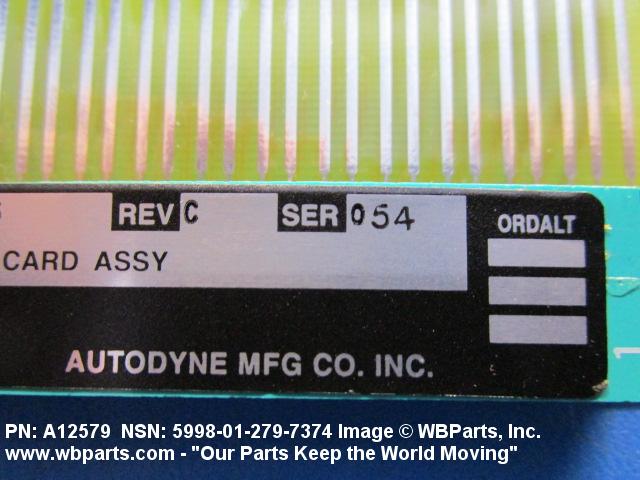 REV C SER 054
ORDALT
CARD ASSY
AUTODYNE MFG CO. INC.
1
PN: A12579 NSN: 5998-01-279-7374 Image © WBParts, Inc.
www.wbparts.com - "Our Parts Keep the World Moving"